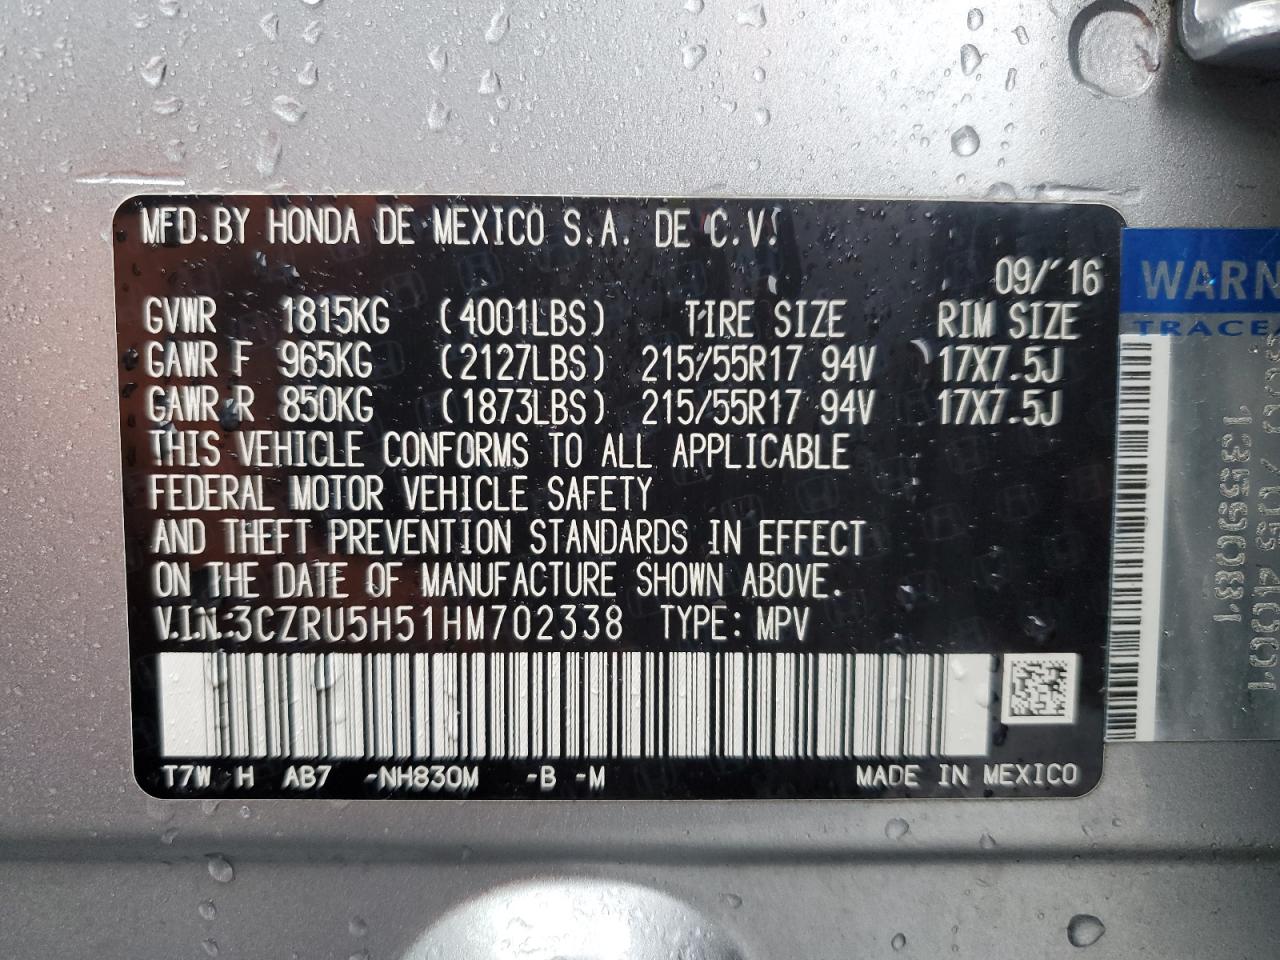 MFD.BY HONDA DE MEXICO S.A. DE C.V.
09/'16
GVWR 1815KG (4001LBS) TIRE SIZE RIM SIZE
GAWR F 965KG (2127LBS) 215/55R17 94V 17X7.5J
GAWR R 850KG (1873LBS) 215/55R17 94V 17X7.5J
THIS VEHICLE CONFORMS TO ALL APPLICABLE
FEDERAL MOTOR VEHICLE SAFETY
AND THEFT PREVENTION STANDARDS IN EFFECT
ON THE DATE OF MANUFACTURE SHOWN ABOVE.
V.I.N.:3CZRU5H51HM702338 TYPE: MPV
T7W H AB7 -NH830M -B -M MADE IN MEXICO
WARN
TRACE